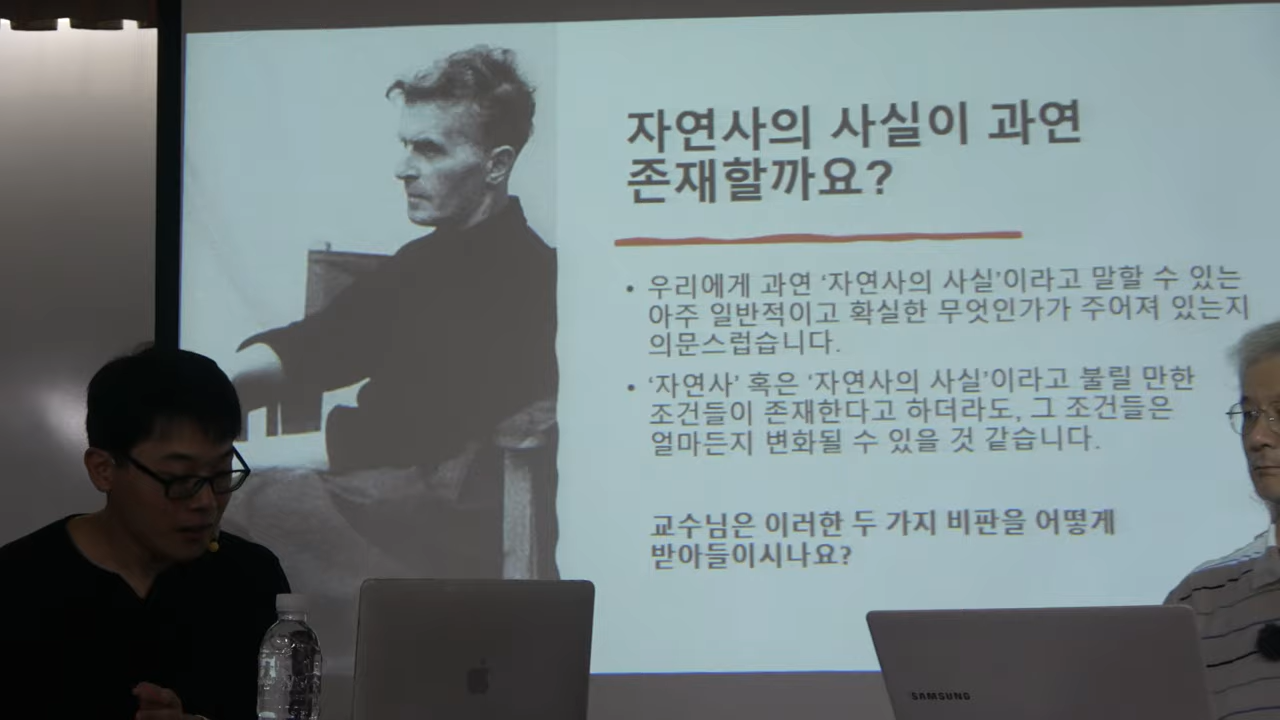 자연사의 사실이 과연
존재할까요?
• 우리에게 과연 ‘자연사의 사실’이라고 말할 수 있는
아주 일반적이고 확실한 무엇인가가 주어져 있는지
의문스럽습니다.
• ‘자연사’ 혹은 ‘자연사의 사실’이라고 불릴 만한
조건들이 존재한다고 하더라도, 그 조건들은
얼마든지 변화될 수 있을 것 같습니다.
교수님은 이러한 두 가지 비판을 어떻게
받아들이시나요?
SAMSUNG